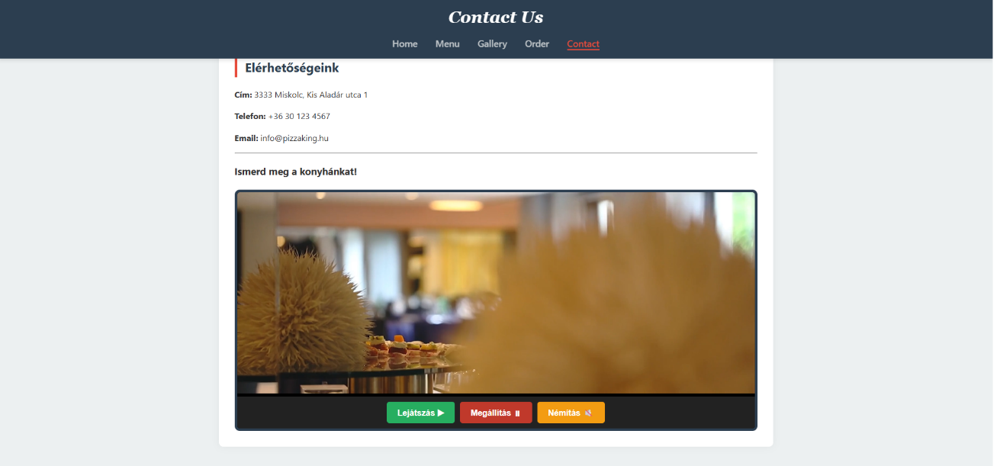 Contact Us
Home Menu Gallery Order Contact
Elérhetőségeink
Cím: 3333 Miskolc, Kis Aladár utca 1
Telefon: +36 30 123 4567
Email: info@pizzaking.hu
Ismerd meg a konyhánkat!
Lejátszás ▶ Megállítás ⏸ Némítás 🔇